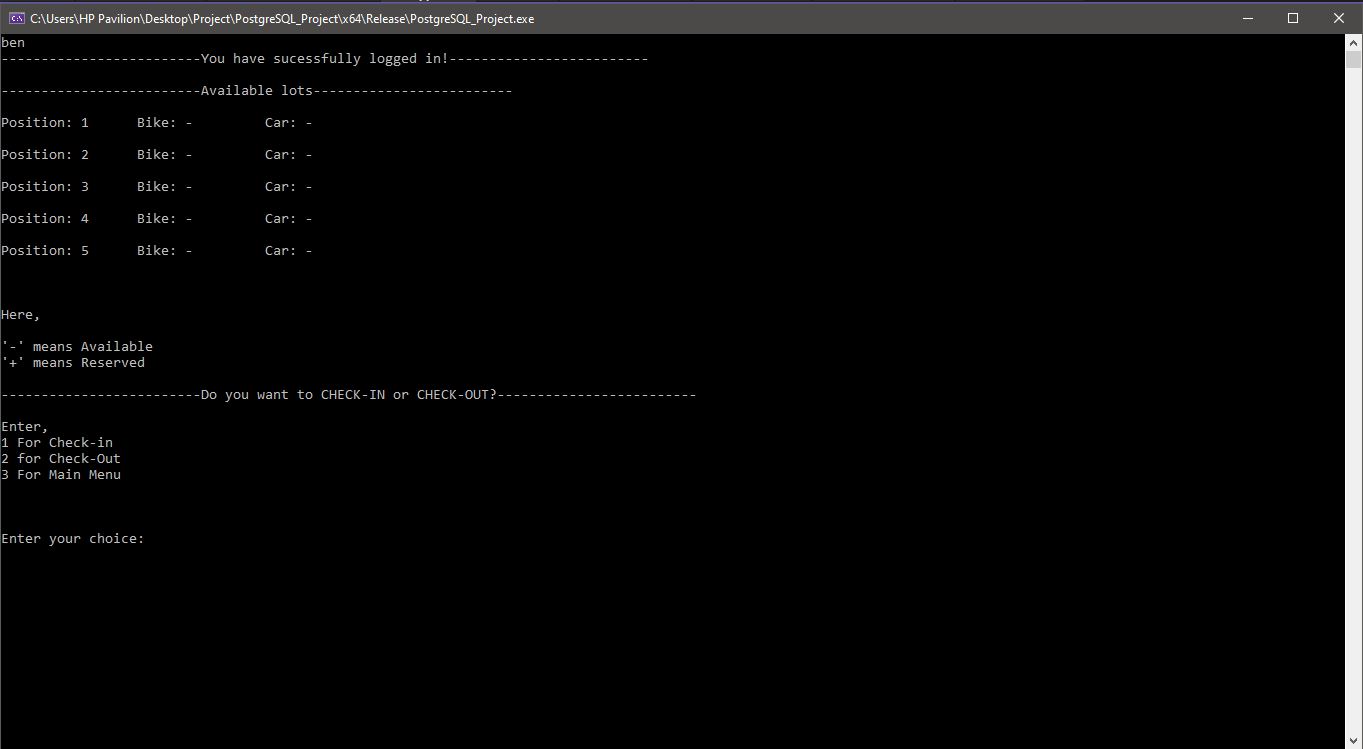 C:\Users\HP Pavilion\Desktop\Project\PostgreSQL_Project\x64\Release\PostgreSQL_Project.exe
ben
-------------------------You have sucessfully logged in!-------------------------
-------------------------Available lots-------------------------
Position: 1      Bike: -         Car: -
Position: 2      Bike: -         Car: -
Position: 3      Bike: -         Car: -
Position: 4      Bike: -         Car: -
Position: 5      Bike: -         Car: -
Here,
'-' means Available
'+' means Reserved
-------------------------Do you want to CHECK-IN or CHECK-OUT?-------------------------
Enter,
1 For Check-in
2 for Check-Out
3 For Main Menu
Enter your choice: